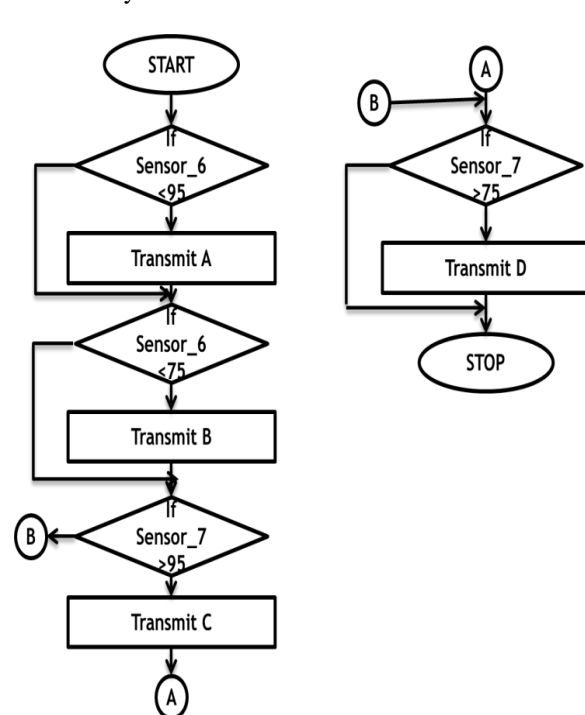 START
If
Sensor_6
<95
Transmit A
If
Sensor_6
<75
Transmit B
If
Sensor_7
>95
B
Transmit C
A
A
B
If
Sensor_7
>75
Transmit D
STOP